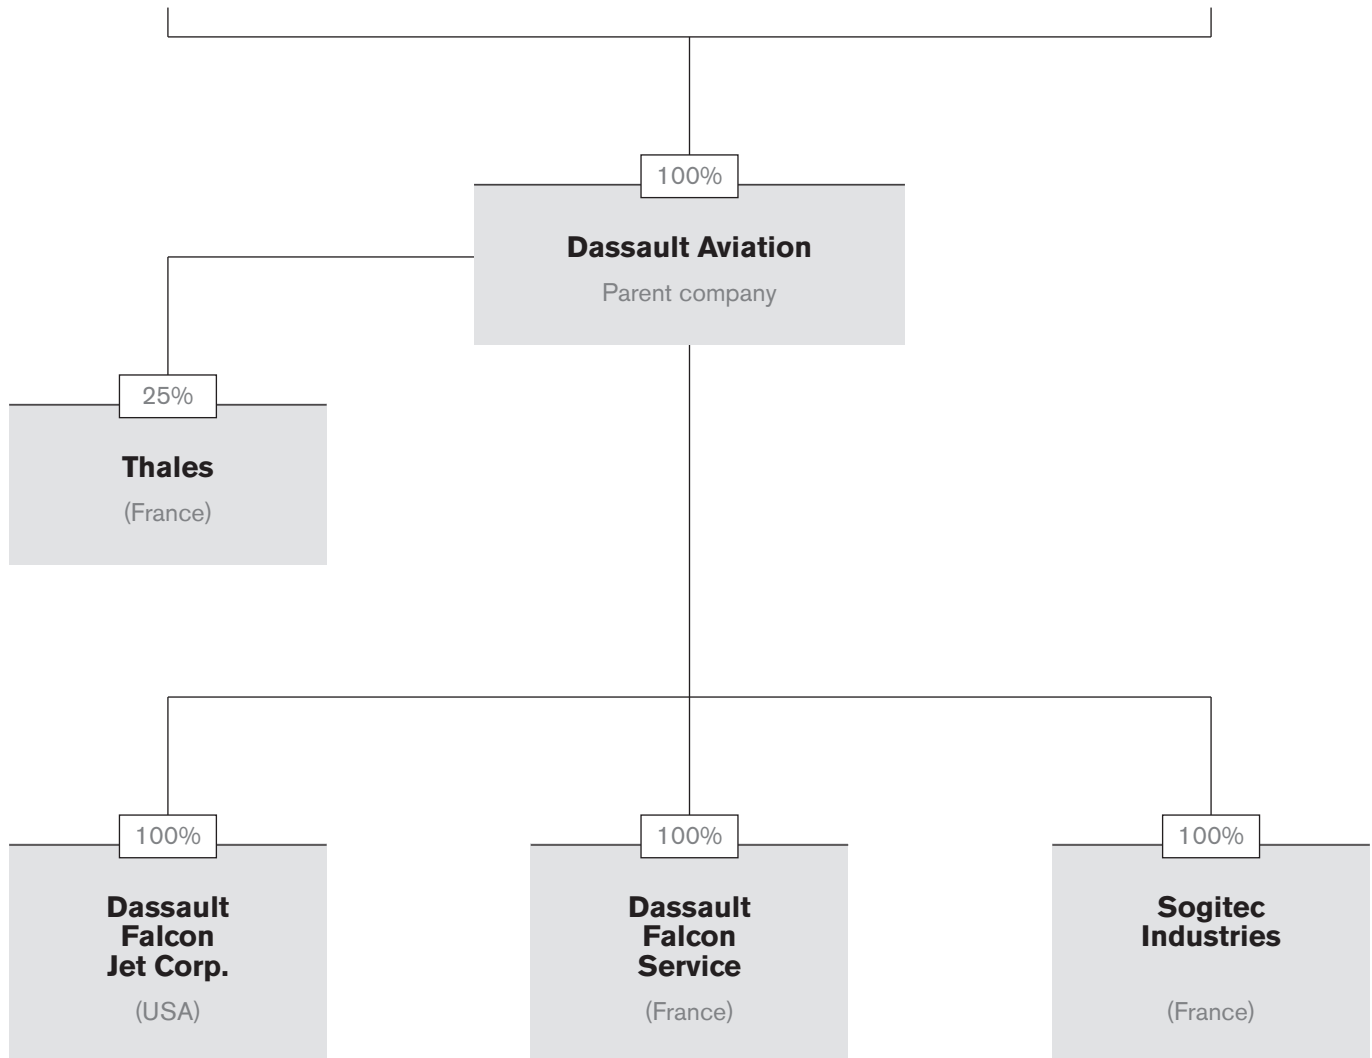 100%
Dassault Aviation
Parent company
25%
Thales
(France)
100%
Dassault
Falcon
Jet Corp.
(USA)
100%
Dassault
Falcon
Service
(France)
100%
Sogitec
Industries
(France)